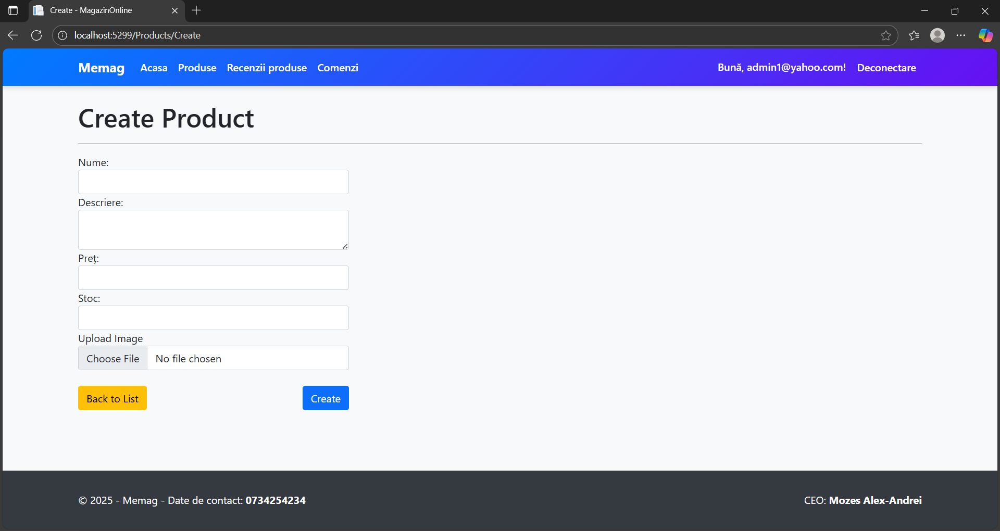 Create - MagazinOnline
localhost:5299/Products/Create
Memag Acasa Produse Recenzii produse Comenzi Bună, admin1@yahoo.com! Deconectare
Create Product
Nume:
Descriere:
Preț:
Stoc:
Upload Image
Choose File No file chosen
Back to List Create
© 2025 - Memag - Date de contact: 0734254234 CEO: Mozes Alex-Andrei